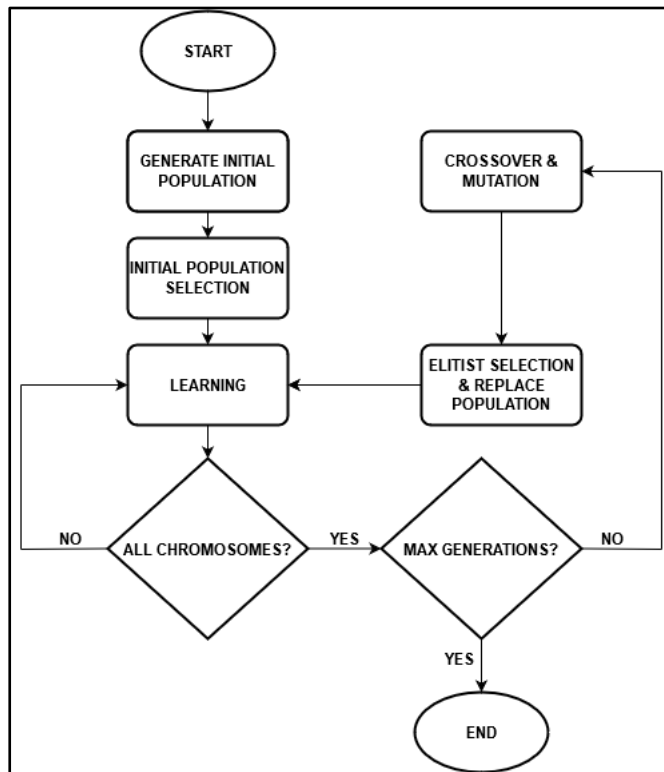 START
GENERATE INITIAL
POPULATION
CROSSOVER &
MUTATION
INITIAL POPULATION
SELECTION
LEARNING
ELITIST SELECTION
& REPLACE
POPULATION
NO
ALL CHROMOSOMES?
YES
MAX GENERATIONS?
NO
YES
END